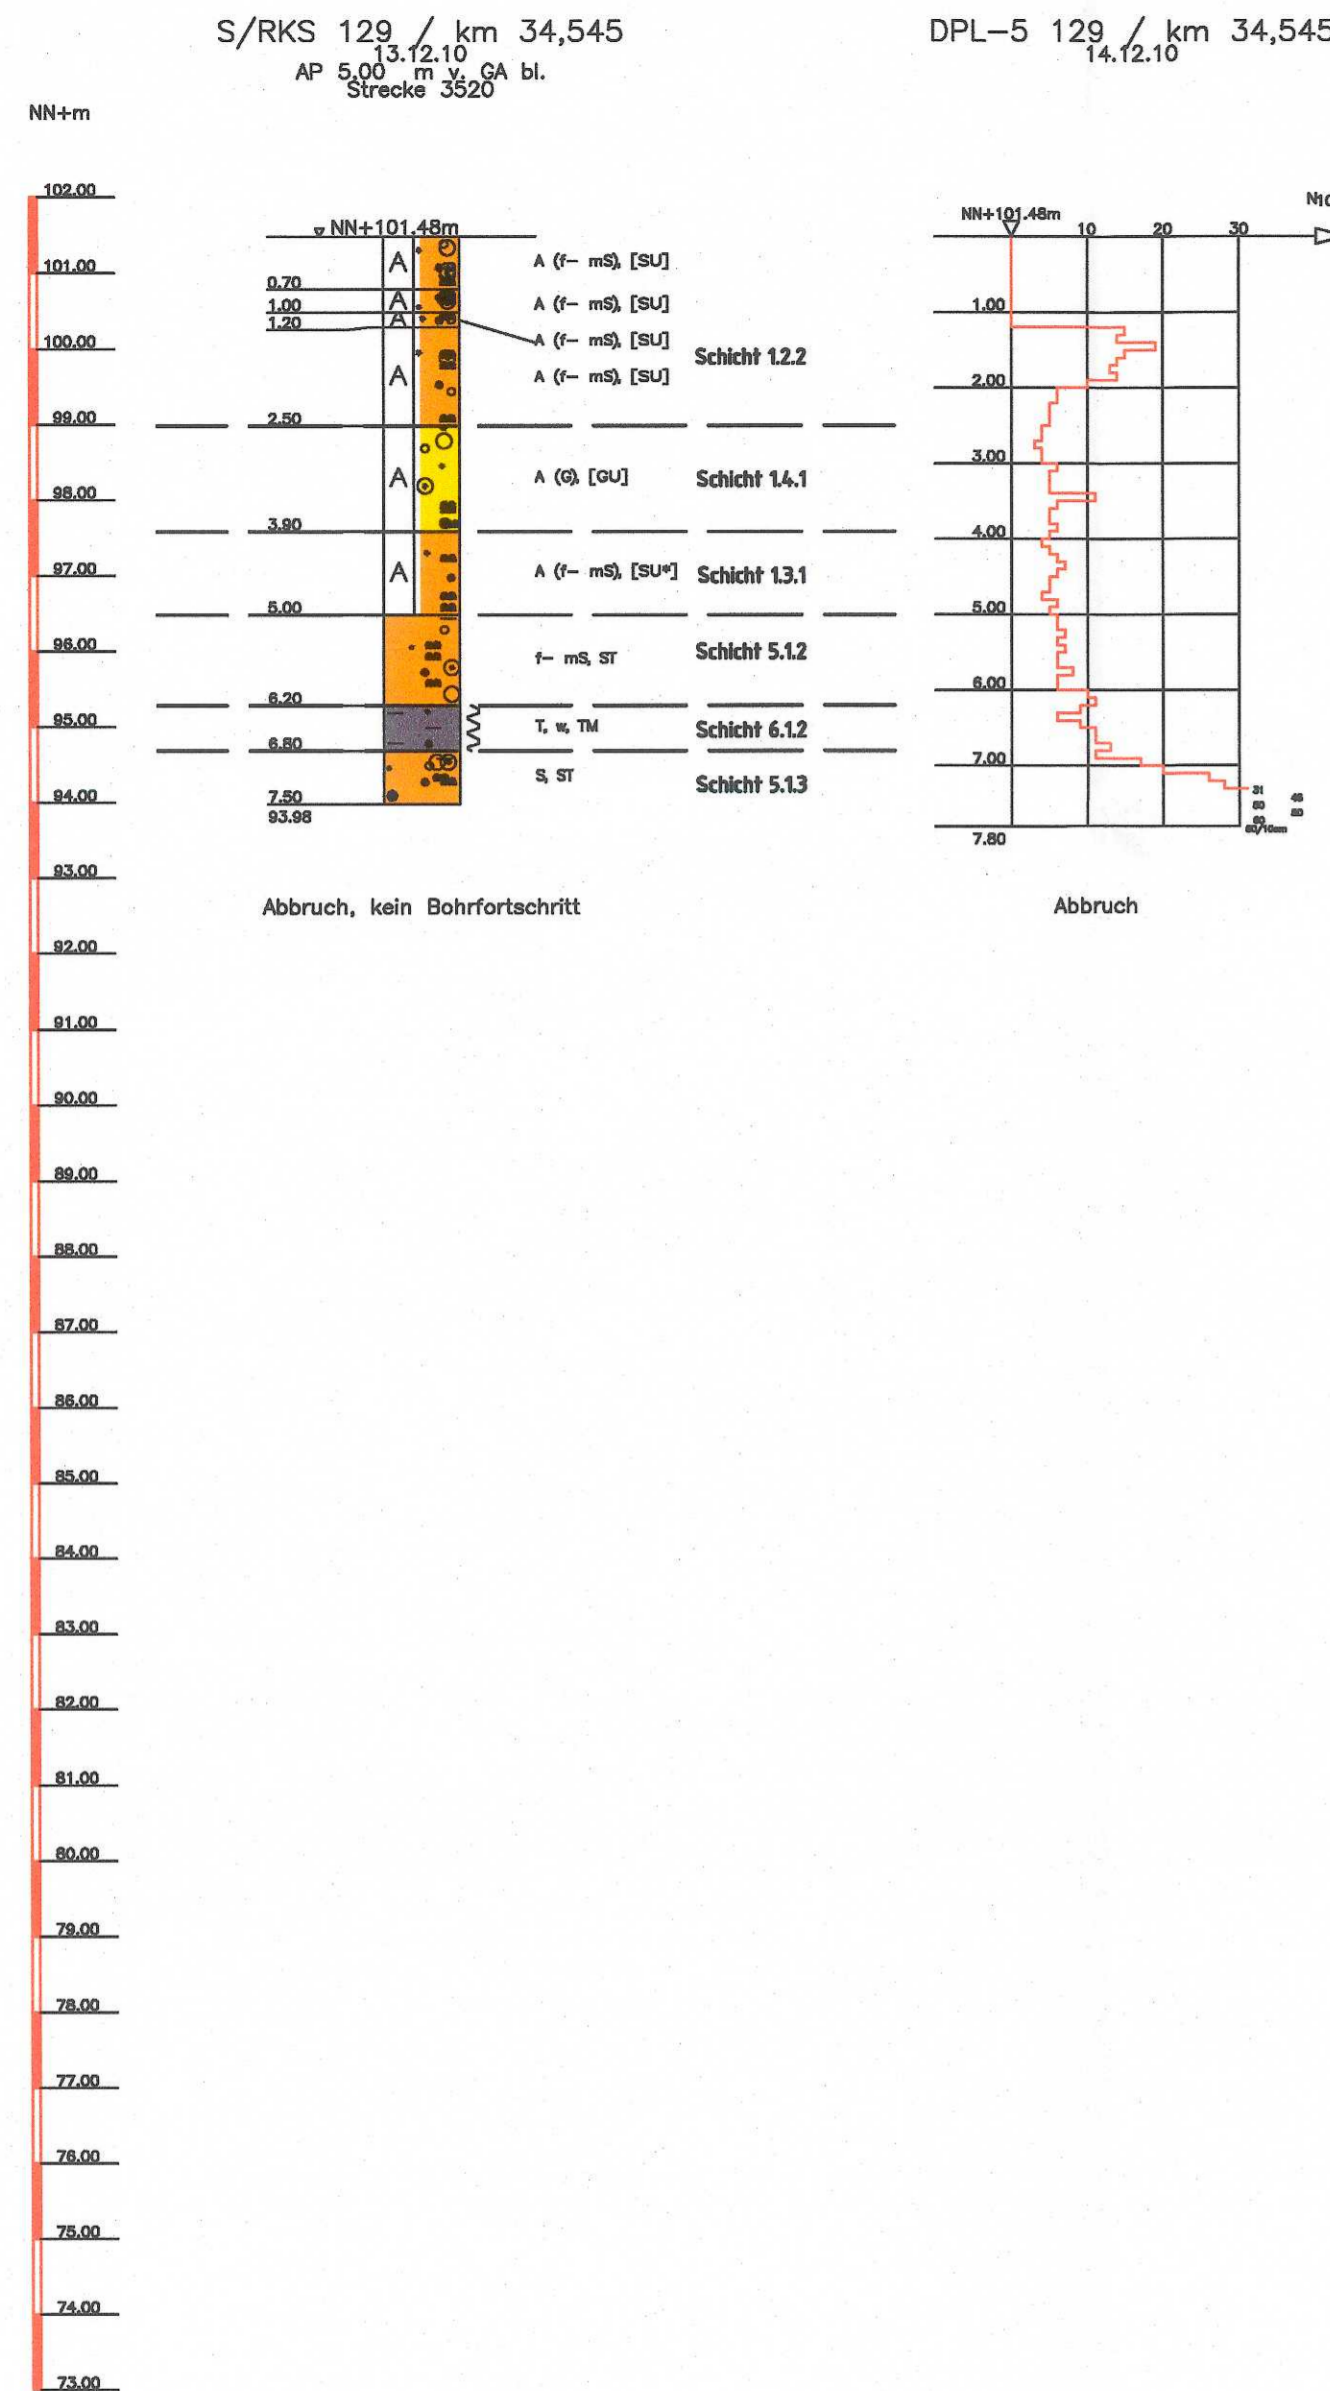 S/RKS 129 / km 34,545
13.12.10
AP 5,00 m v. GA bl.
Strecke 3520
DPL-5 129 / km 34,545
14.12.10
NN+m
102.00
101.00
100.00
99.00
98.00
97.00
96.00
95.00
94.00
93.00
92.00
91.00
90.00
89.00
88.00
87.00
86.00
85.00
84.00
83.00
82.00
81.00
80.00
79.00
78.00
77.00
76.00
75.00
74.00
73.00
NN+101.48m
0.70
1.00
1.20
2.50
3.90
5.00
6.20
6.80
7.50
93.98
A
A
A
A
A
A
A (f- mS), [SU]
A (f- mS), [SU]
A (f- mS), [SU]
A (f- mS), [SU]
Schicht 1.2.2
A (G), [GU] Schicht 1.4.1
A (f- mS), [SU*] Schicht 1.3.1
f- mS, ST Schicht 5.1.2
T, w, TM Schicht 6.1.2
S, ST Schicht 5.1.3
Abbruch, kein Bohrfortschritt
N10
NN+101.48m
10 20 30
1.00
2.00
3.00
4.00
5.00
6.00
7.00
7.80
31
Abbruch